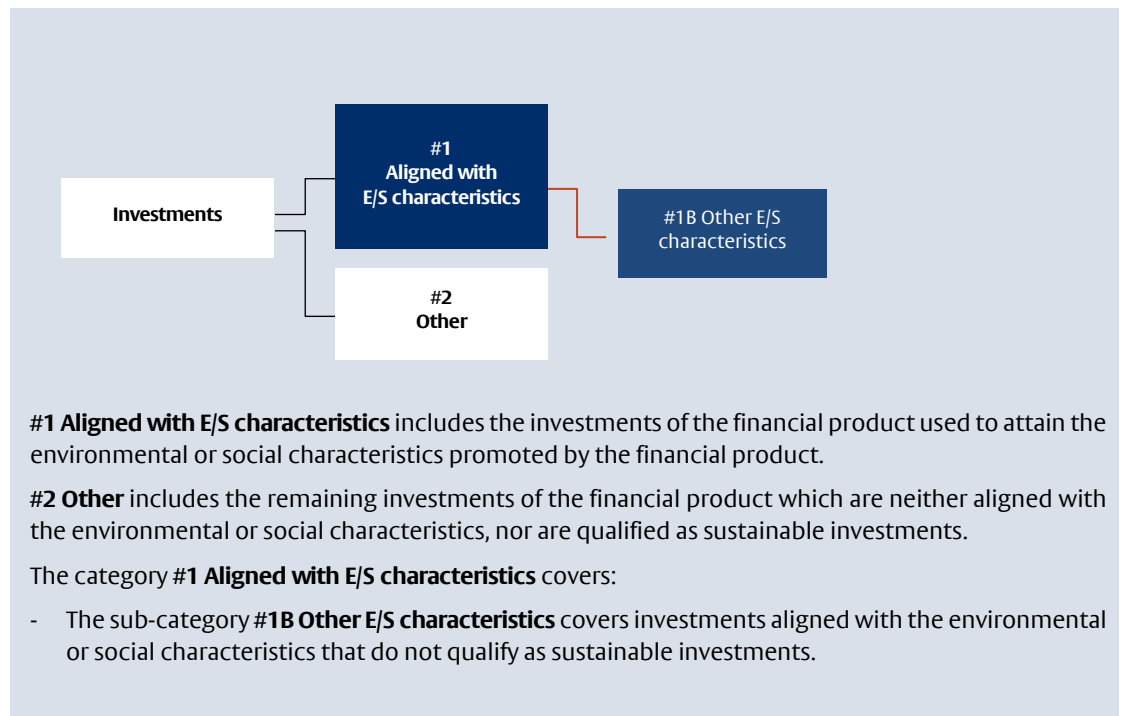 #1
Aligned with
E/S characteristics
Investments
#1B Other E/S
characteristics
#2
Other
#1 Aligned with E/S characteristics includes the investments of the financial product used to attain the
environmental or social characteristics promoted by the financial product.
#2 Other includes the remaining investments of the financial product which are neither aligned with
the environmental or social characteristics, nor are qualified as sustainable investments.
The category #1 Aligned with E/S characteristics covers:
- The sub-category #1B Other E/S characteristics covers investments aligned with the environmental
or social characteristics that do not qualify as sustainable investments.